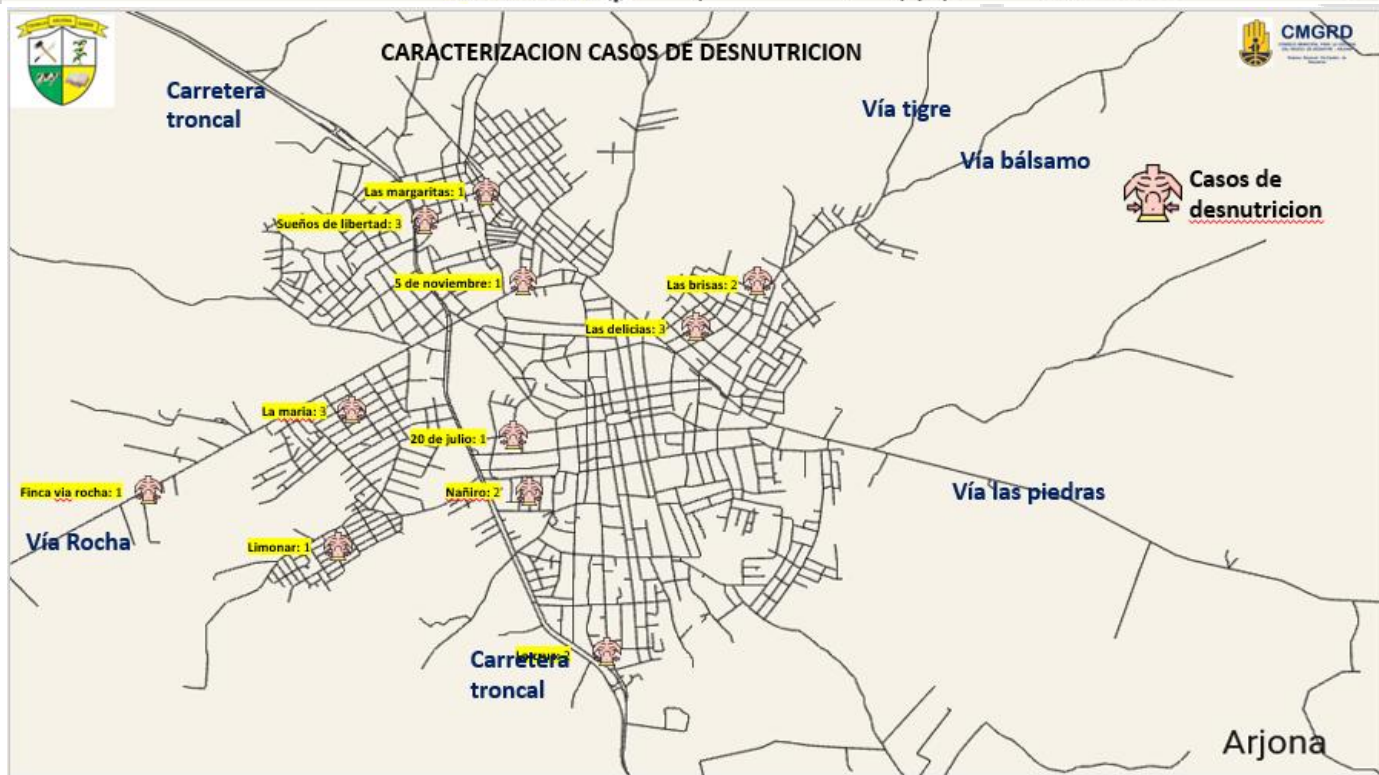 CARACTERIZACION CASOS DE DESNUTRICION
CMGRD
Carretera
troncal
Vía tigre
Vía bálsamo
Casos de
desnutricion
Las margaritas: 1
Sueños de libertad: 3
5 de noviembre: 1
Las brisas: 2
Las delicias: 3
La maria: 3
20 de julio: 1
Finca via rocha: 1
Nañiro: 2
Vía las piedras
Vía Rocha
Limonar: 1
Carretera
troncal
Arjona